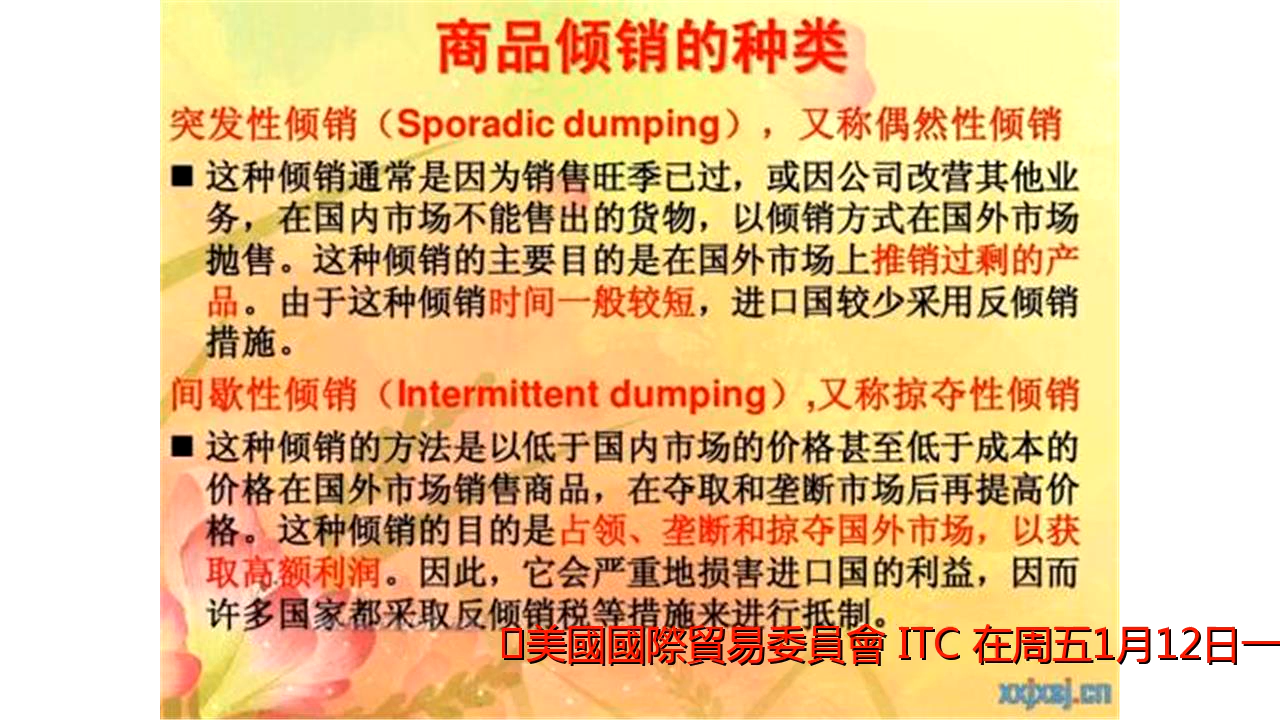 商品倾销的种类
突发性倾销（Sporadic dumping），又称偶然性倾销
■ 这种倾销通常是因为销售旺季已过，或因公司改营其他业
务，在国内市场不能售出的货物，以倾销方式在国外市场
抛售。这种倾销的主要目的是在国外市场上推销过剩的产
品。由于这种倾销时间一般较短，进口国较少采用反倾销
措施。
间歇性倾销（Intermittent dumping）,又称掠夺性倾销
■ 这种倾销的方法是以低于国内市场的价格甚至低于成本的
价格在国外市场销售商品，在夺取和垄断市场后再提高价
格。这种倾销的目的是占领、垄断和掠夺国外市场，以获
取高额利润。因此，它会严重地损害进口国的利益，因而
许多国家都采取反倾销税等措施来进行抵制。
美國國際貿易委員會 ITC 在周五1月12日一
xxjxsj.cn